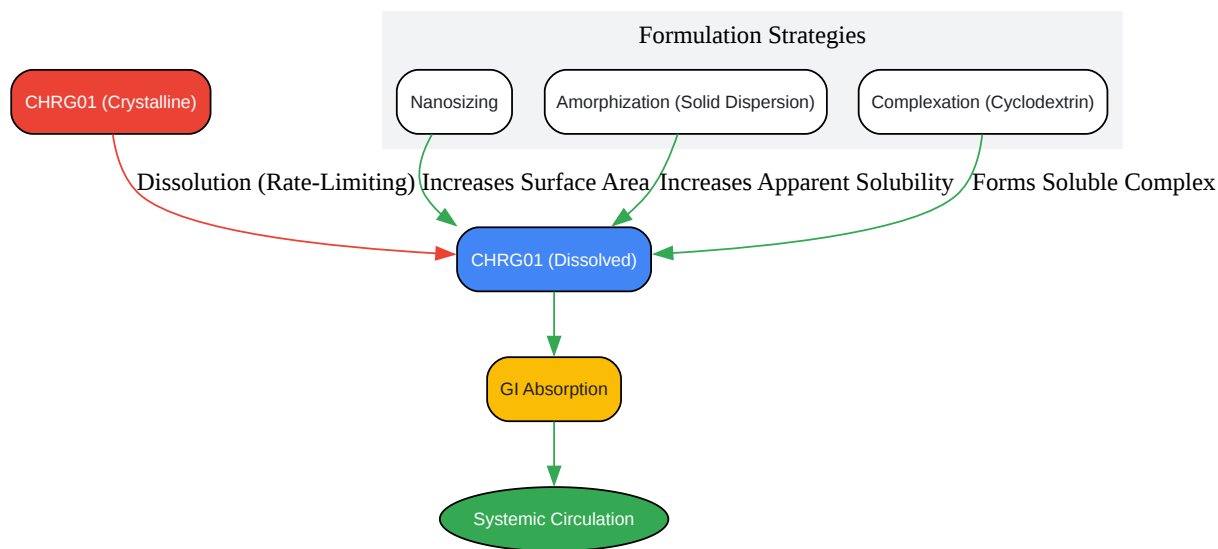 Formulation Strategies
CHRG01 (Crystalline)
Nanosizing
Amorphization (Solid Dispersion)
Complexation (Cyclodextrin)
Dissolution (Rate-Limiting)
Increases Surface Area
Increases Apparent Solubility
Forms Soluble Complex
CHRG01 (Dissolved)
GI Absorption
Systemic Circulation